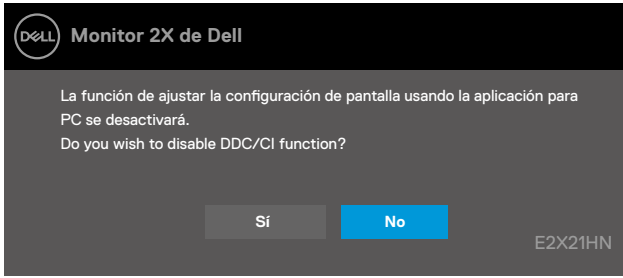 DELL
Monitor 2X de Dell
La función de ajustar la configuración de pantalla usando la aplicación para
PC se desactivará.
Do you wish to disable DDC/CI function?
Sí
No
E2X21HN